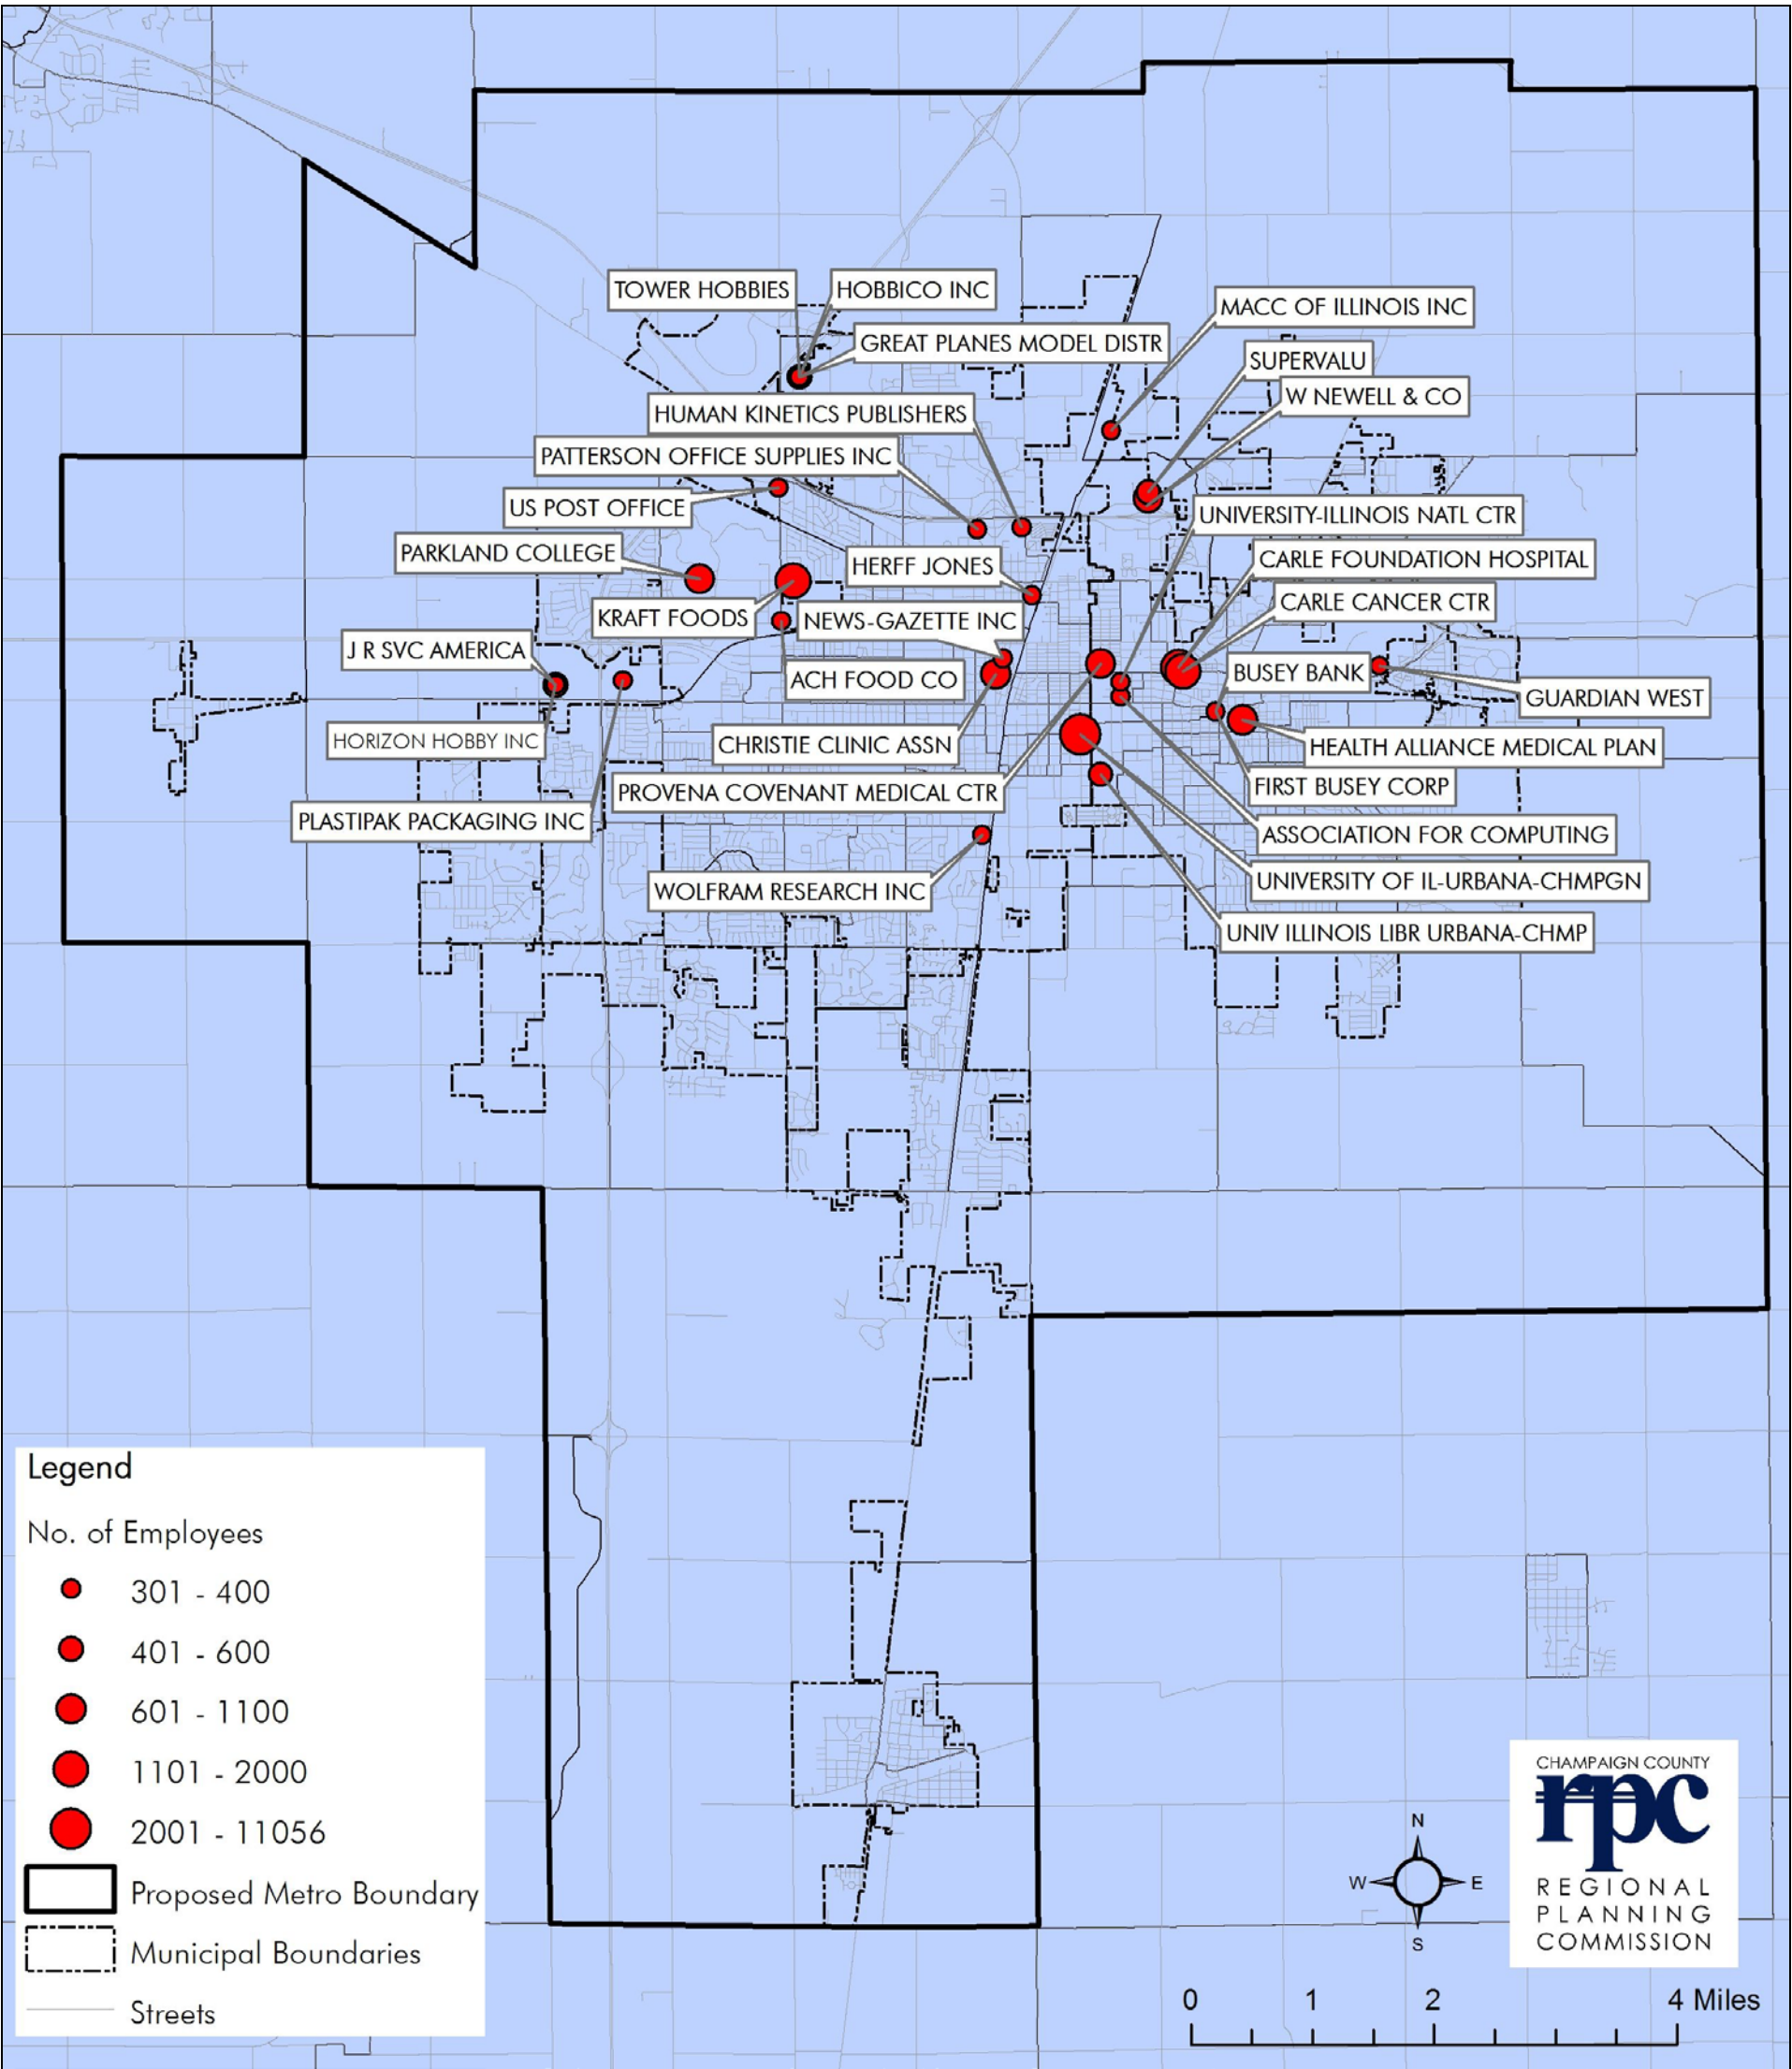 TOWER HOBBIES
HOBBICO INC
MACC OF ILLINOIS INC
GREAT PLANES MODEL DISTR
SUPERVALU
W NEWELL & CO
HUMAN KINETICS PUBLISHERS
PATTERSON OFFICE SUPPLIES INC
US POST OFFICE
UNIVERSITY-ILLINOIS NATL CTR
PARKLAND COLLEGE
HERFF JONES
CARLE FOUNDATION HOSPITAL
CARLE CANCER CTR
KRAFT FOODS
NEWS-GAZETTE INC
J R SVC AMERICA
ACH FOOD CO
BUSEY BANK
GUARDIAN WEST
HORIZON HOBBY INC
CHRISTIE CLINIC ASSN
HEALTH ALLIANCE MEDICAL PLAN
PROVENA COVENANT MEDICAL CTR
FIRST BUSEY CORP
PLASTIPAK PACKAGING INC
ASSOCIATION FOR COMPUTING
WOLFRAM RESEARCH INC
UNIVERSITY OF IL-URBANA-CHMPGN
UNIV ILLINOIS LIBR URBANA-CHMP
Legend
No. of Employees
301 - 400
401 - 600
601 - 1100
1101 - 2000
2001 - 11056
Proposed Metro Boundary
Municipal Boundaries
Streets
N
W
E
S
CHAMPAIGN COUNTY
rpc
REGIONAL
PLANNING
COMMISSION
0 1 2 4 Miles